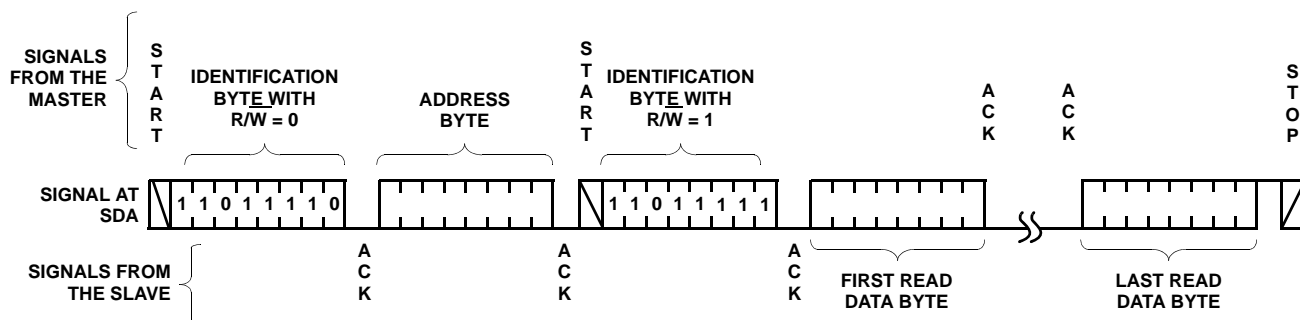 SIGNALS
FROM THE
MASTER
S
T
A
R
T
IDENTIFICATION
BYTE WITH
R/W = 0
ADDRESS
BYTE
S
T
A
R
T
IDENTIFICATION
BYTE WITH
R/W = 1
A
C
K
A
C
K
S
T
O
P
SIGNAL AT
SDA
1 1 0 1 1 1 1 0
1 1 0 1 1 1 1 1
SIGNALS FROM
THE SLAVE
A
C
K
A
C
K
A
C
K
FIRST READ
DATA BYTE
LAST READ
DATA BYTE